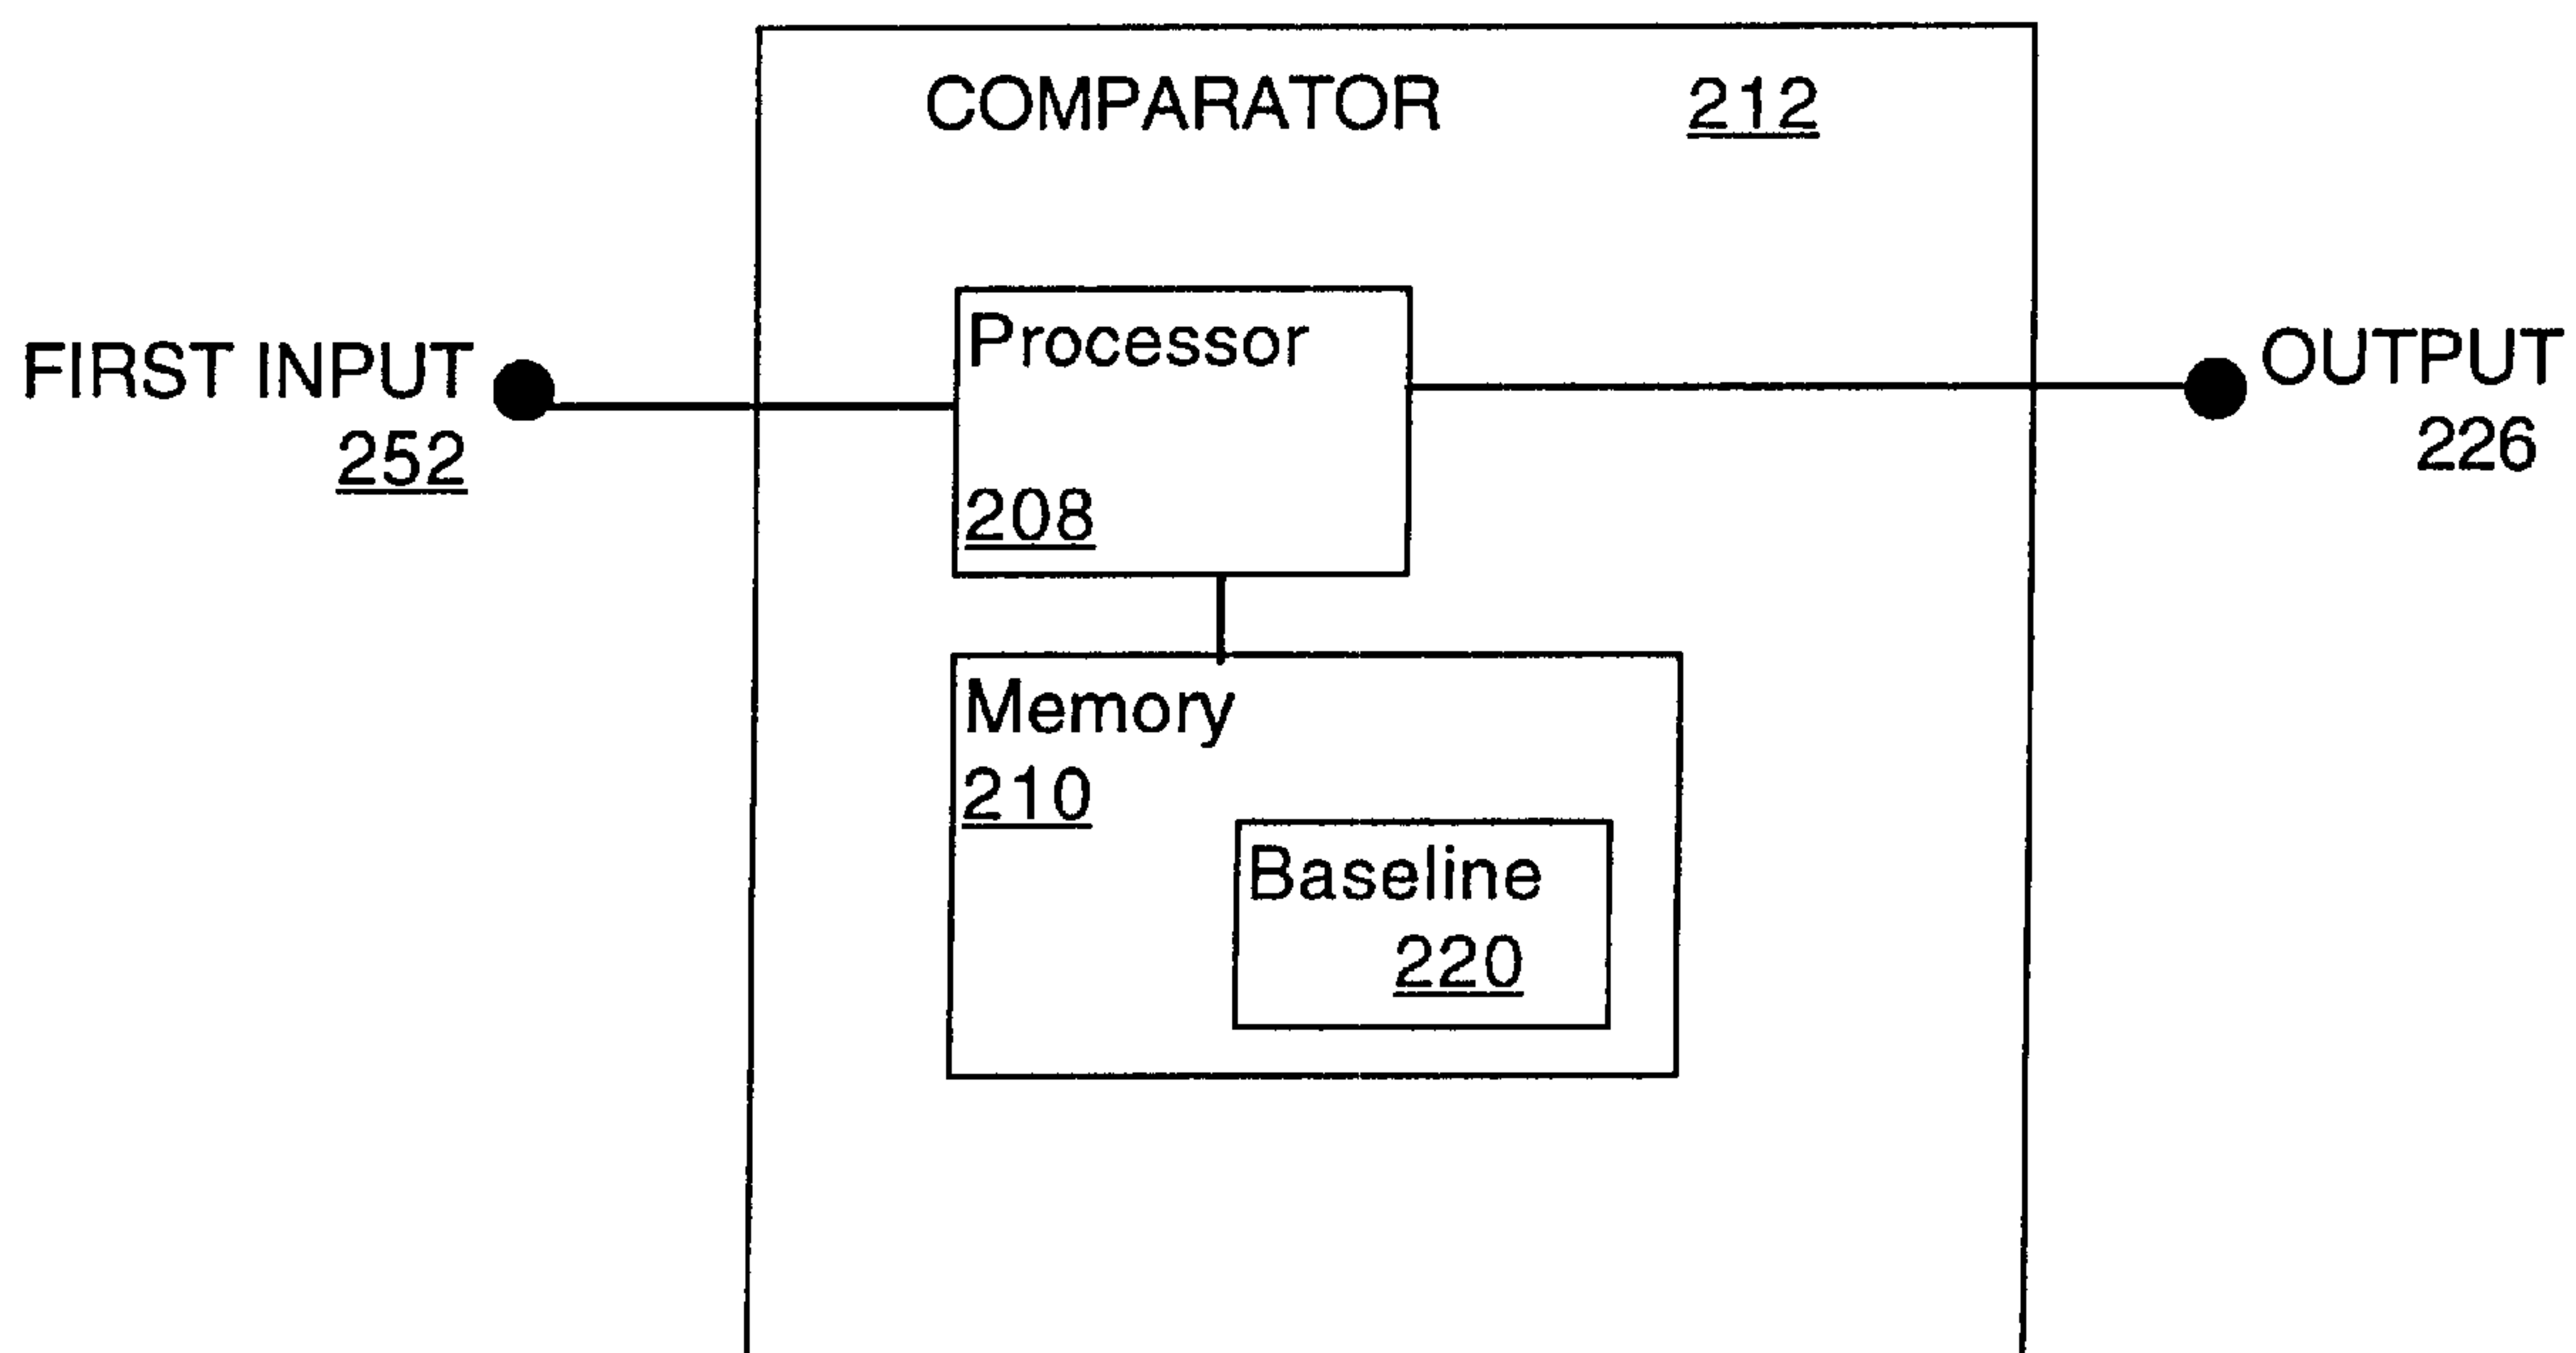 COMPARATOR 212
FIRST INPUT
252
Processor
208
OUTPUT
226
Memory
210
Baseline
220